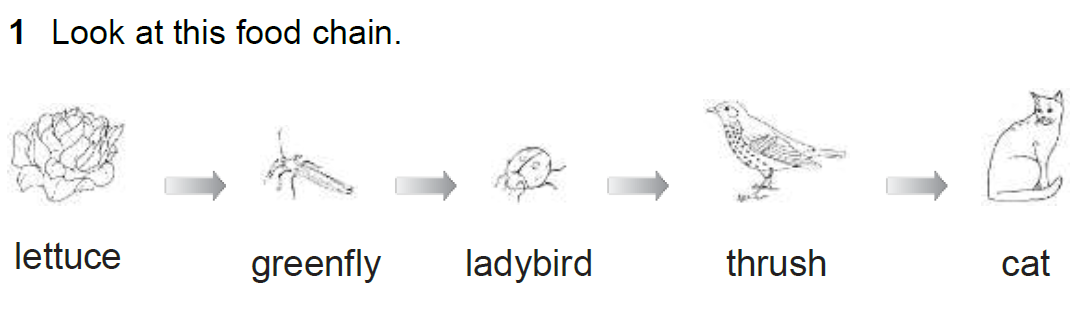 1 Look at this food chain.
lettuce greenfly ladybird thrush cat